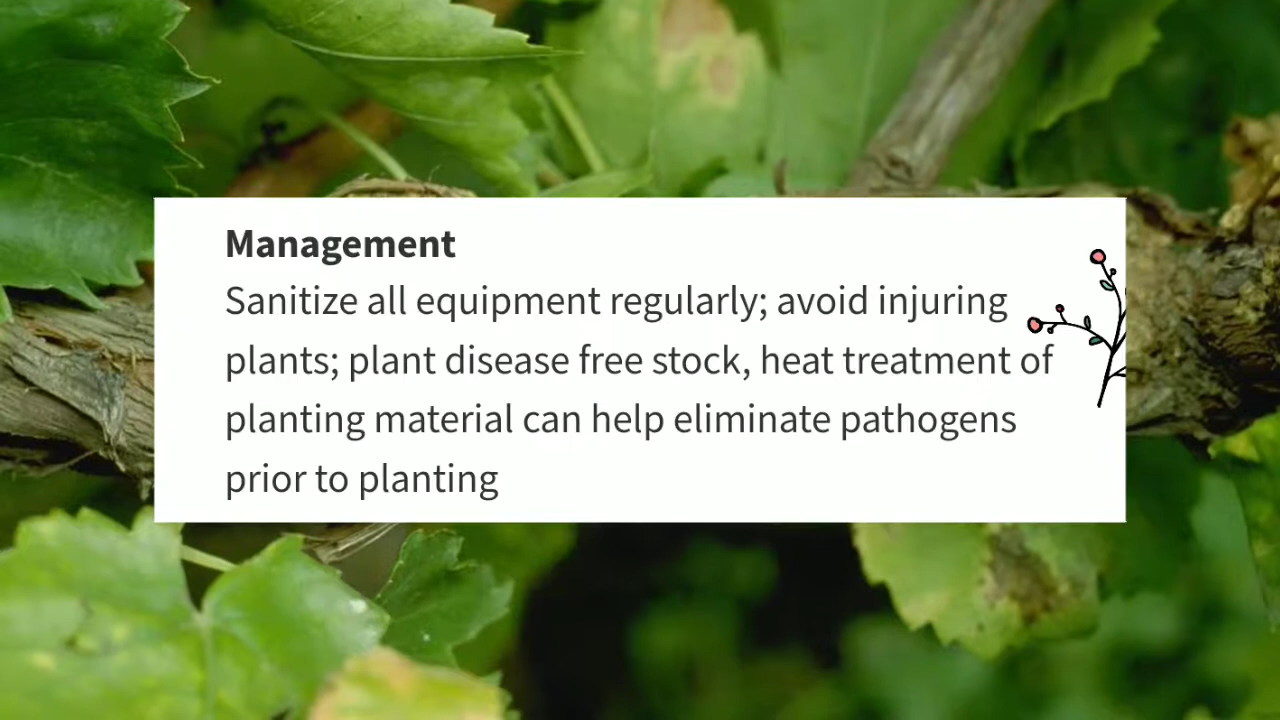 Management
Sanitize all equipment regularly; avoid injuring
plants; plant disease free stock, heat treatment of
planting material can help eliminate pathogens
prior to planting